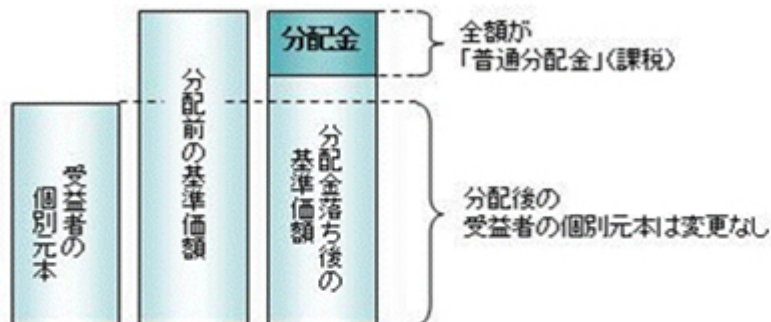 受益者の
個別元本
分配前の基準価額
分配金
分配金落ち後の
基準価額
全額が
「普通分配金」(課税)
分配後の
受益者の個別元本は変更なし